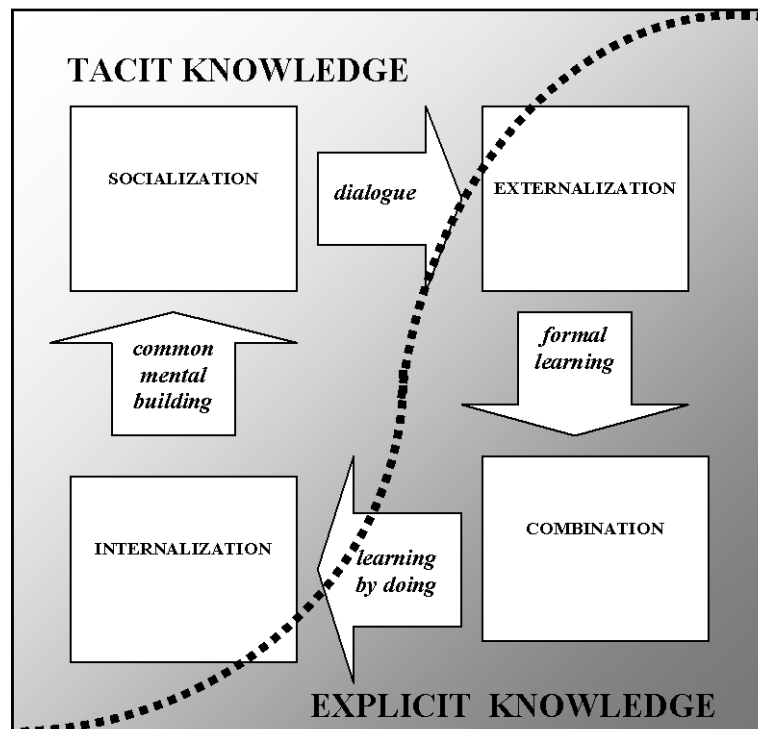 TACIT KNOWLEDGE
SOCIALIZATION
dialogue
EXTERNALIZATION
common
mental
building
formal
learning
INTERNALIZATION
learning
by doing
COMBINATION
EXPLICIT KNOWLEDGE